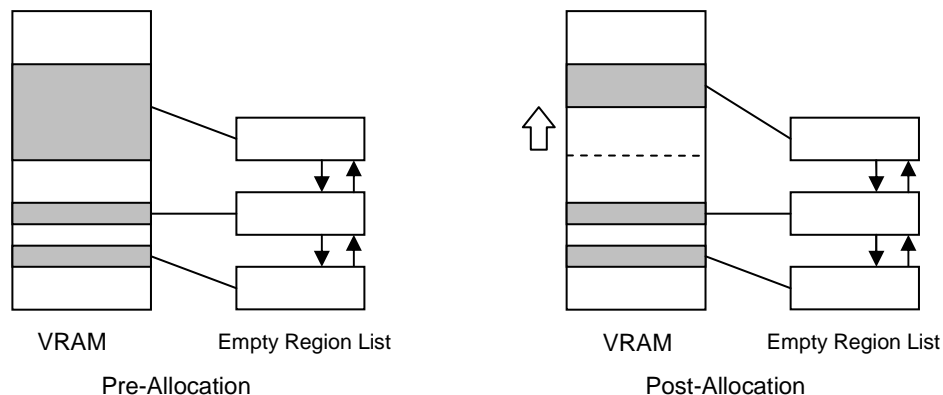 VRAM
Empty Region List
Pre-Allocation
VRAM
Empty Region List
Post-Allocation